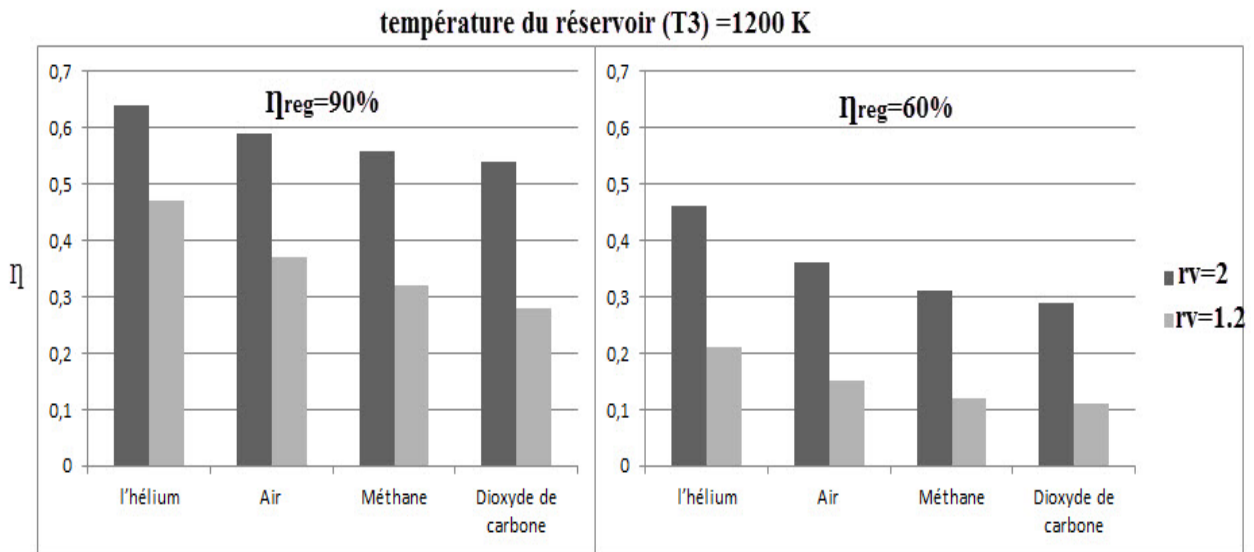 température du réservoir (T3) =1200 K
0,7
0,6
0,5
0,4
0,3
0,2
0,1
0
η
ηreg=90%
l'hélium
Air
Méthane
Dioxyde de
carbone
0,7
0,6
0,5
0,4
0,3
0,2
0,1
0
ηreg=60%
l'hélium
Air
Méthane
Dioxyde de
carbone
rv=2
rv=1.2